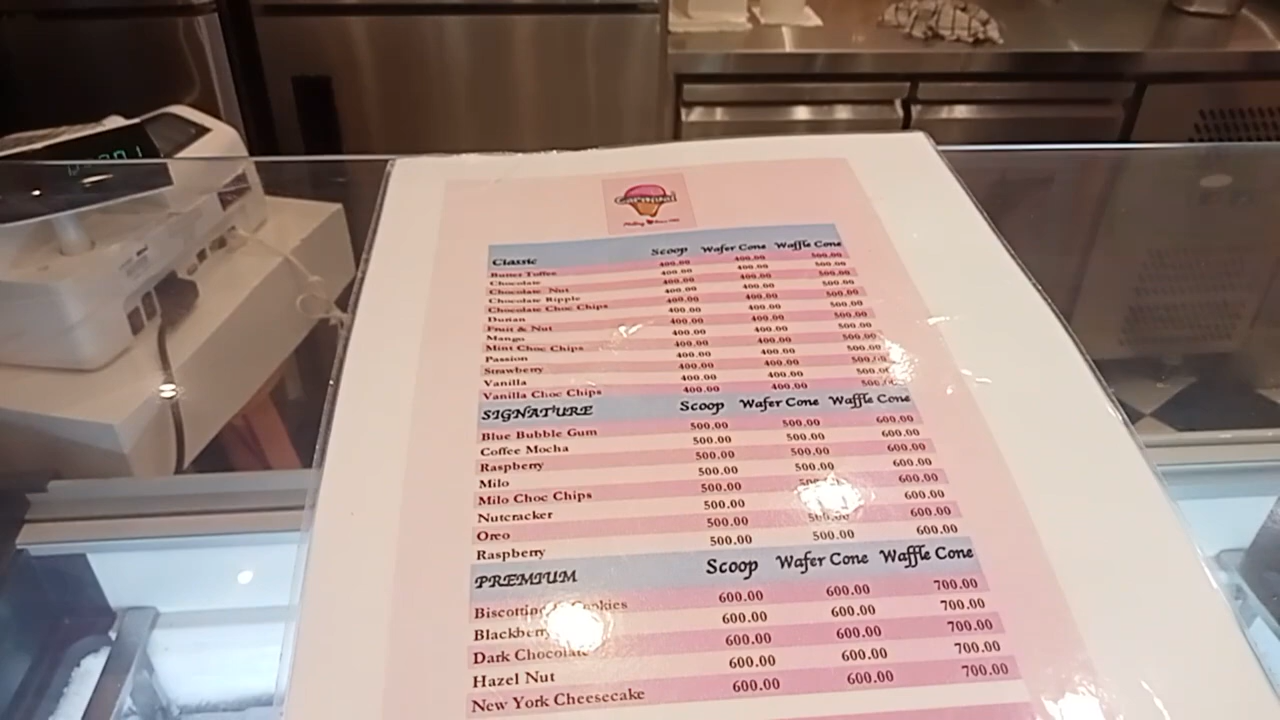 Carnival
Classic Scoop Wafer Cone Waffle Cone
Butter Toffee 400.00 400.00 500.00
Chocolate 400.00 400.00 500.00
Chocolate Nut 400.00 400.00 500.00
Chocolate Ripple 400.00 400.00 500.00
Chocolate Choc Chips 400.00 400.00 500.00
Durian 400.00 400.00 500.00
Fruit & Nut 400.00 400.00 500.00
Mango 400.00 400.00 500.00
Mint Choc Chips 400.00 400.00 500.00
Passion 400.00 400.00 500.00
Strawberry 400.00 400.00
Vanilla 400.00 400.00
Vanilla Choc Chips 400.00 400.00
SIGNATURE Scoop Wafer Cone Waffle Cone
Blue Bubble Gum 500.00 500.00 600.00
Coffee Mocha 500.00 500.00 600.00
Raspberry 500.00 500.00 600.00
Milo 500.00 500.00 600.00
Milo Choc Chips 500.00 600.00
Nutcracker 500.00 600.00
Oreo 500.00 500.00 600.00
Raspberry 500.00 500.00 600.00
PREMIUM Scoop Wafer Cone Waffle Cone
Cookies 600.00 600.00 700.00
Blackberry 600.00 600.00 700.00
Dark Chocolate 600.00 600.00 700.00
Hazel Nut 600.00 600.00 700.00
New York Cheesecake 600.00 600.00 700.00